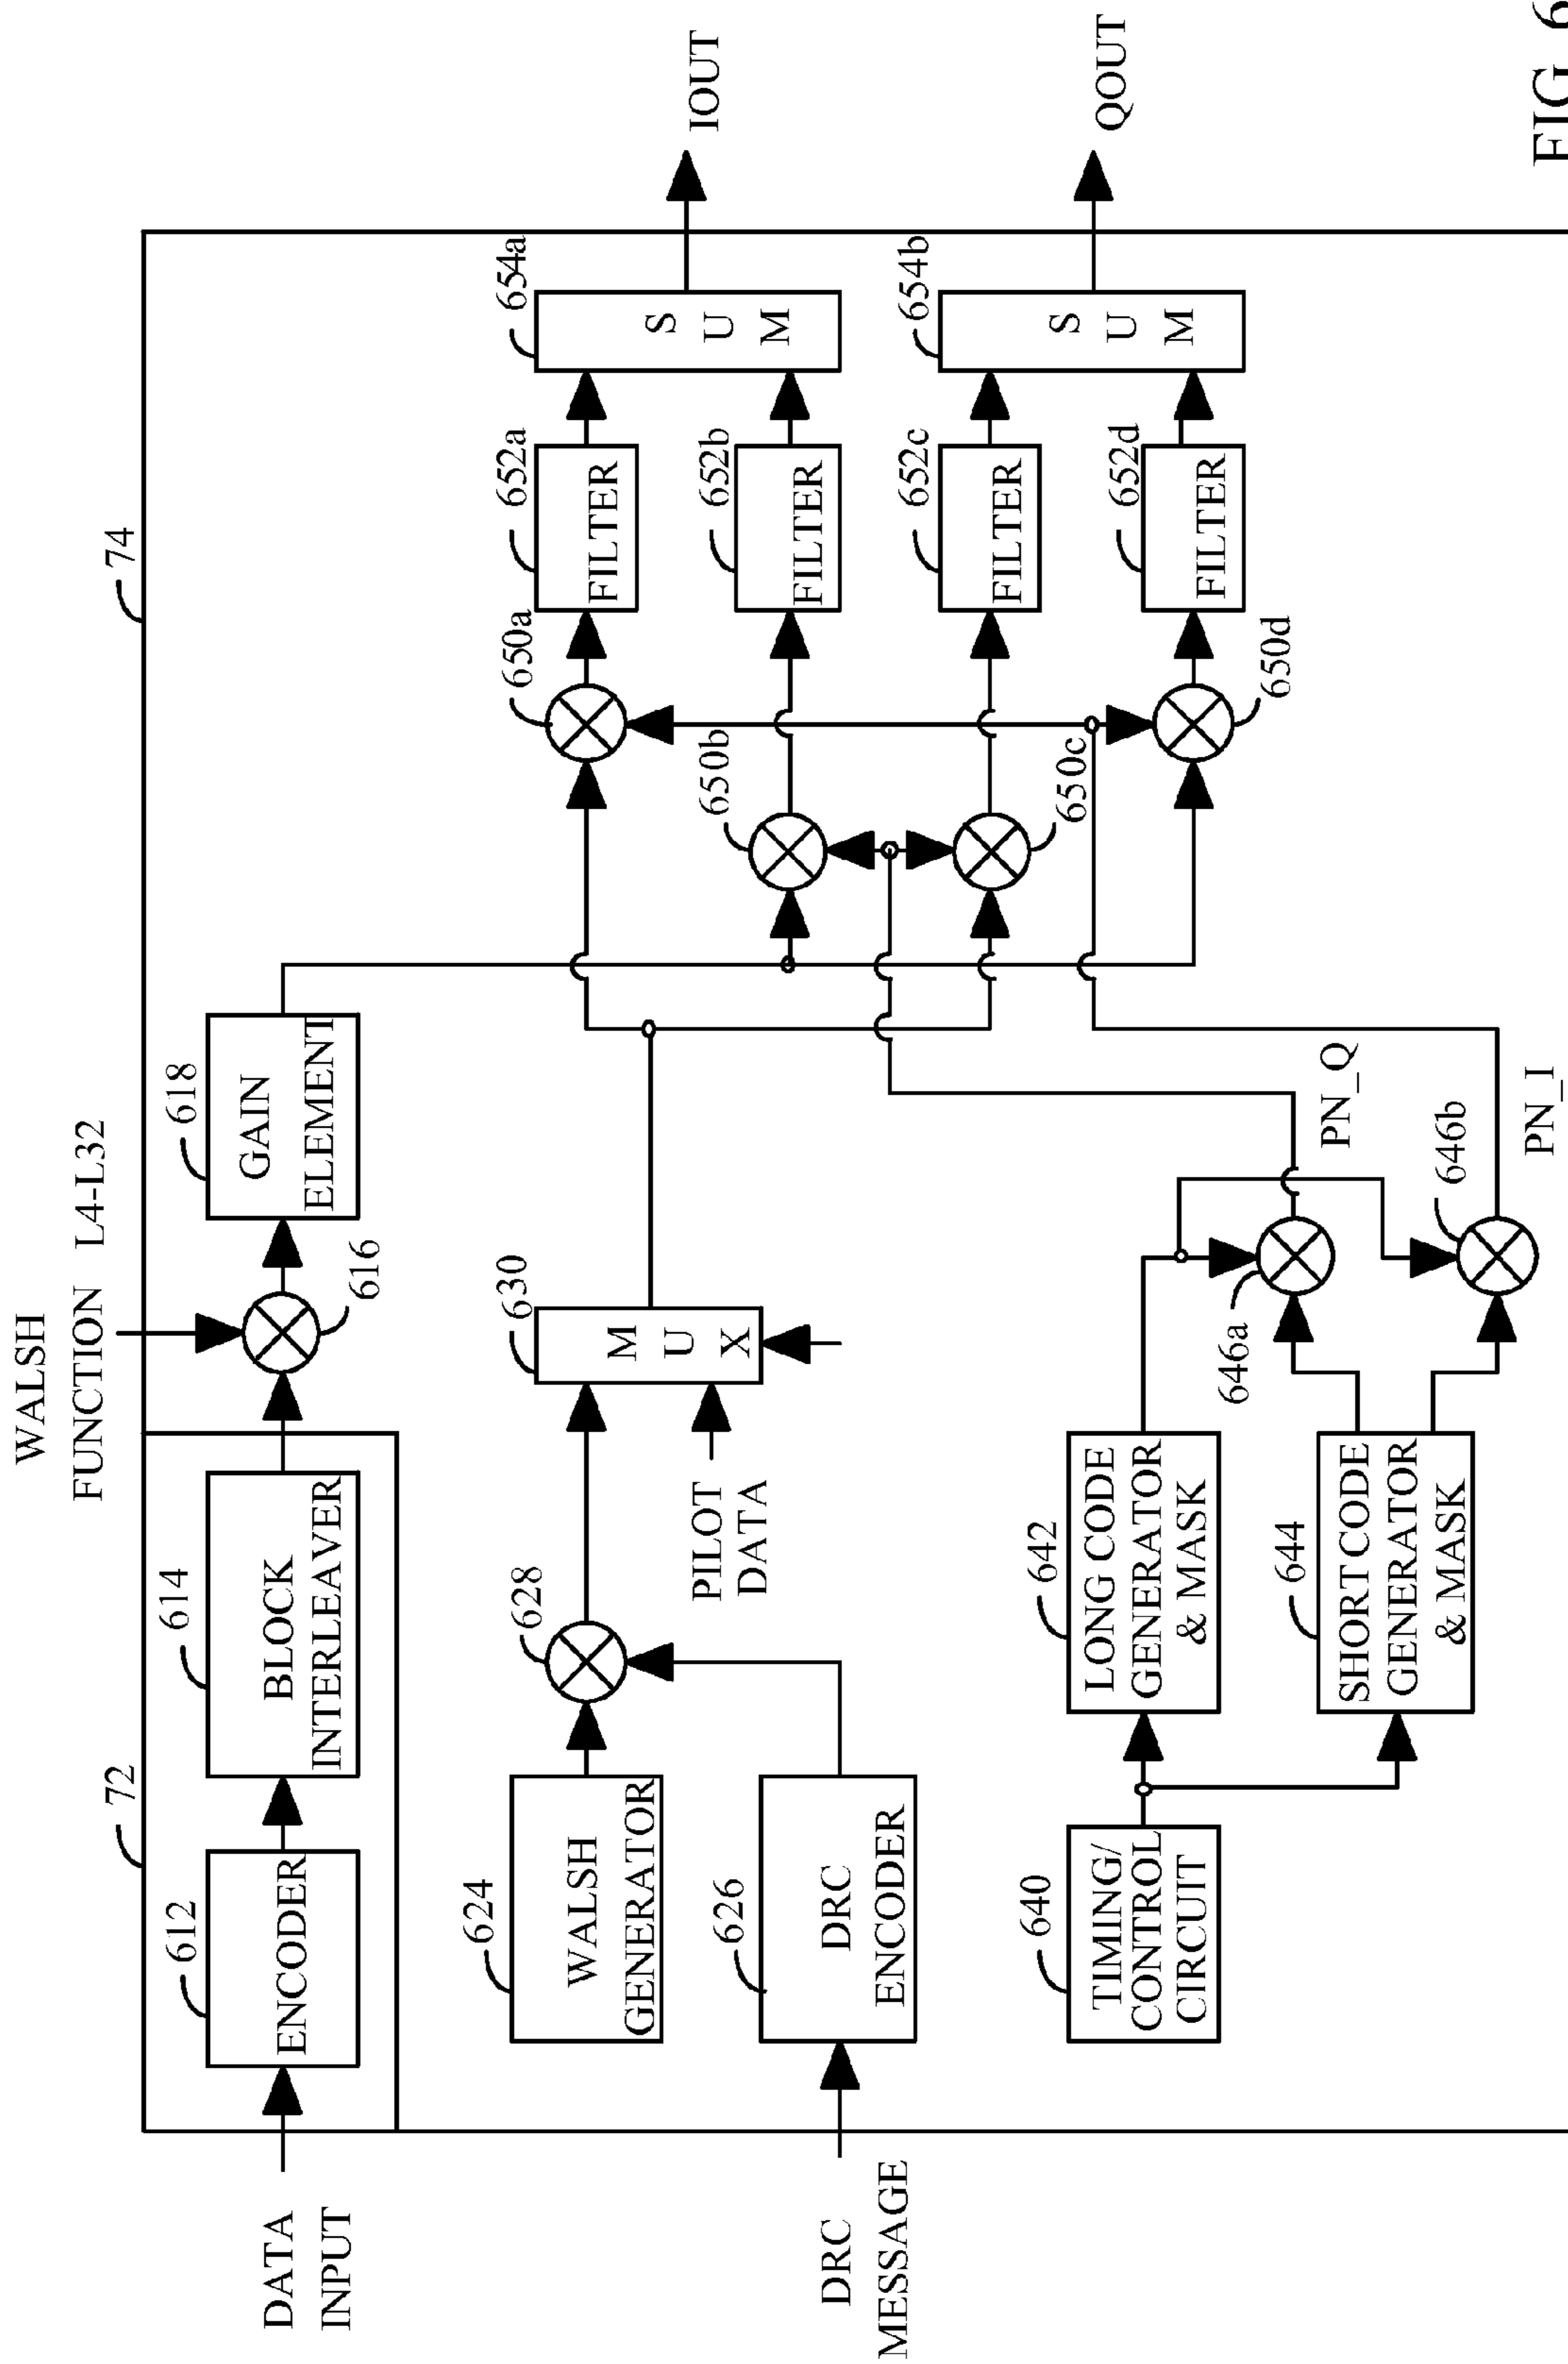 WALSH
FUNCTION L4-L32
72
74
612
ENCODER
614
BLOCK
INTERLEAVER
616
618
GAIN
ELEMENT
DATA
INPUT
624
WALSH
GENERATOR
628
630
M
U
X
PILOT
DATA
626
DRC
ENCODER
DRC
MESSAGE
650a
652a
FILTER
654a
S
U
M
IOUT
650b
652b
FILTER
650c
652c
FILTER
654b
S
U
M
QOUT
650d
652d
FILTER
640
TIMING/
CONTROL
CIRCUIT
642
LONG CODE
GENERATOR
& MASK
644
SHORT CODE
GENERATOR
& MASK
646a
PN_Q
646b
PN_I
FIG. 6